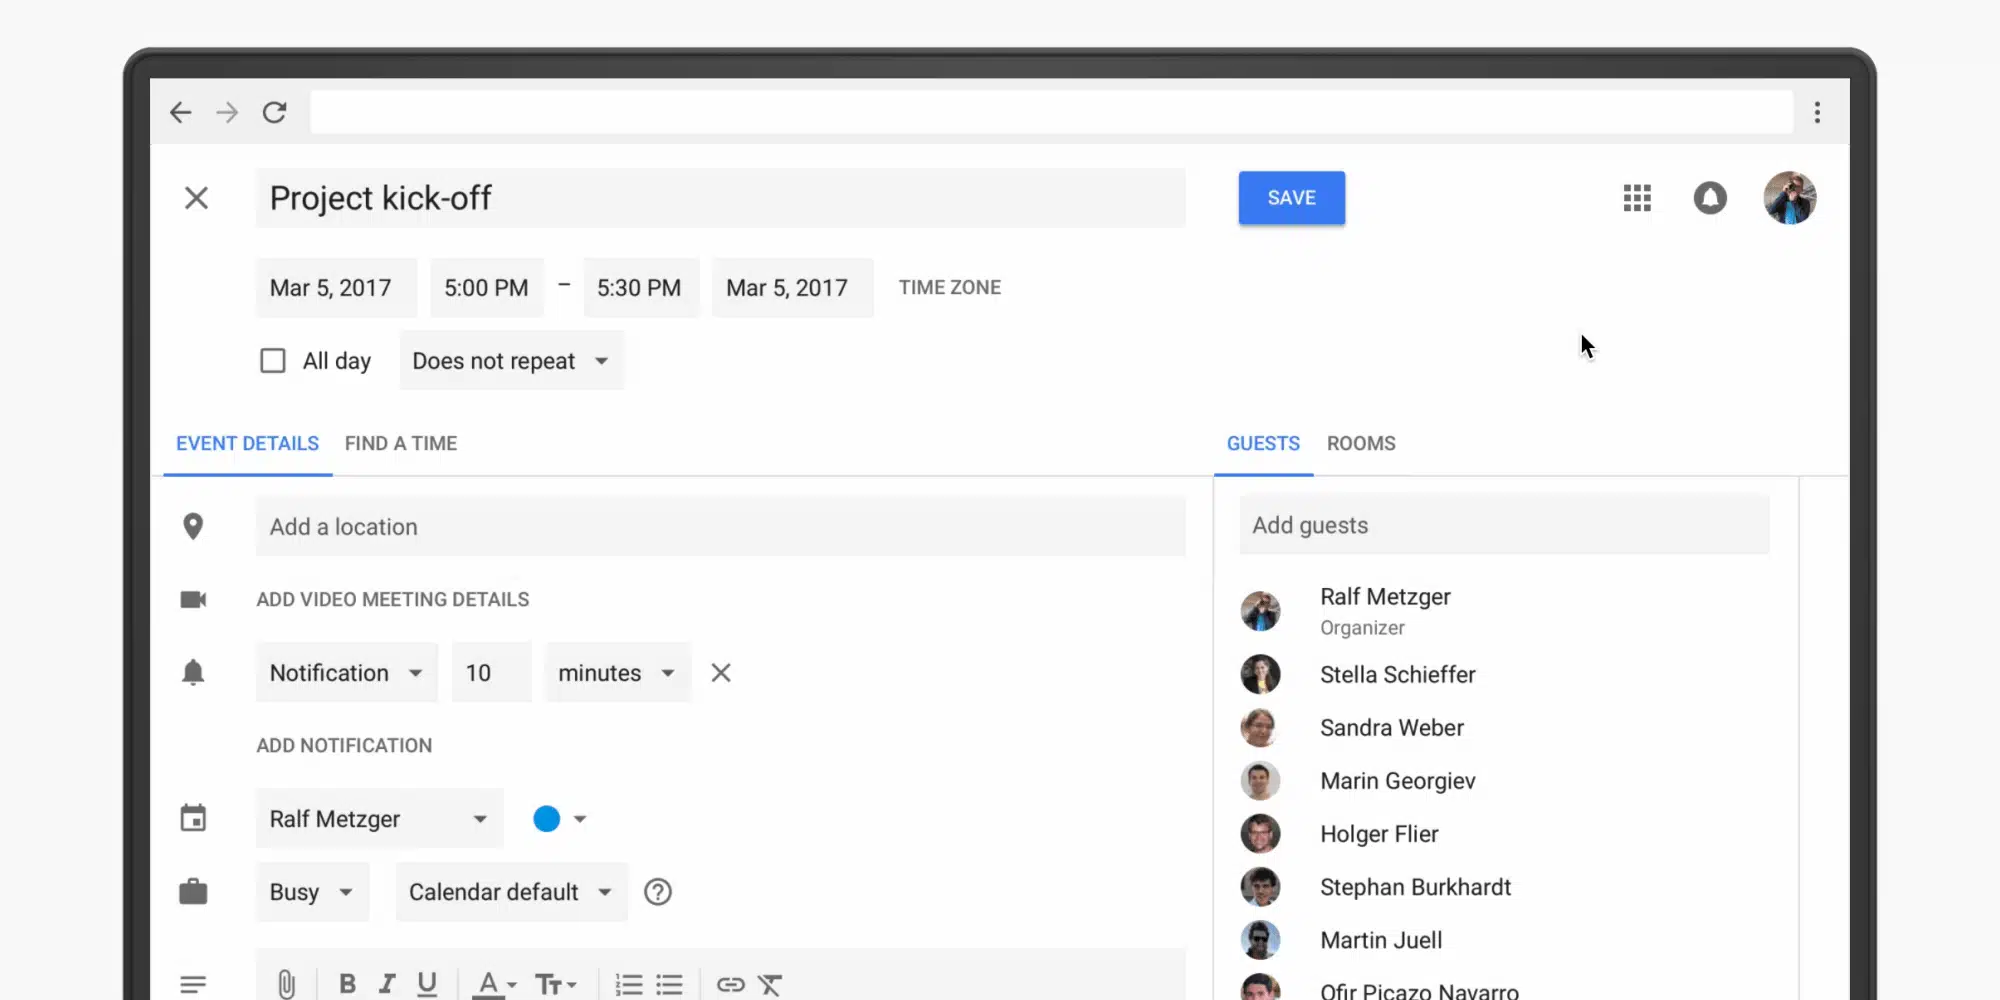 Project kick-off
SAVE
Mar 5, 2017 5:00 PM – 5:30 PM Mar 5, 2017 TIME ZONE
All day Does not repeat
EVENT DETAILS FIND A TIME
GUESTS ROOMS
Add a location
ADD VIDEO MEETING DETAILS
Notification 10 minutes
ADD NOTIFICATION
Ralf Metzger
Busy Calendar default
B I U A TT
Add guests
Ralf Metzger
Organizer
Stella Schieffer
Sandra Weber
Marin Georgiev
Holger Flier
Stephan Burkhardt
Martin Juell
Ofir Picazo Navarro